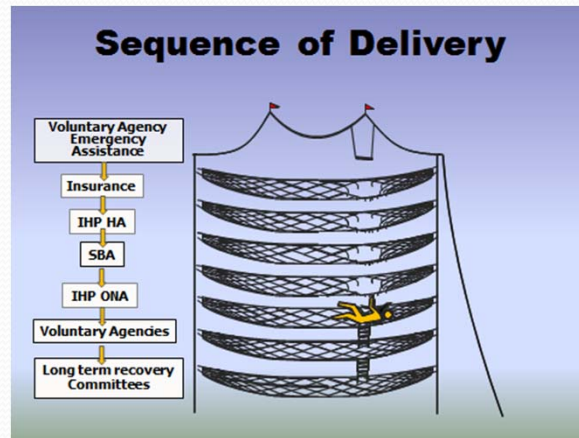 Sequence of Delivery
Voluntary Agency
Emergency
Assistance
Insurance
IHP HA
SBA
IHP ONA
Voluntary Agencies
Long term recovery
Committees